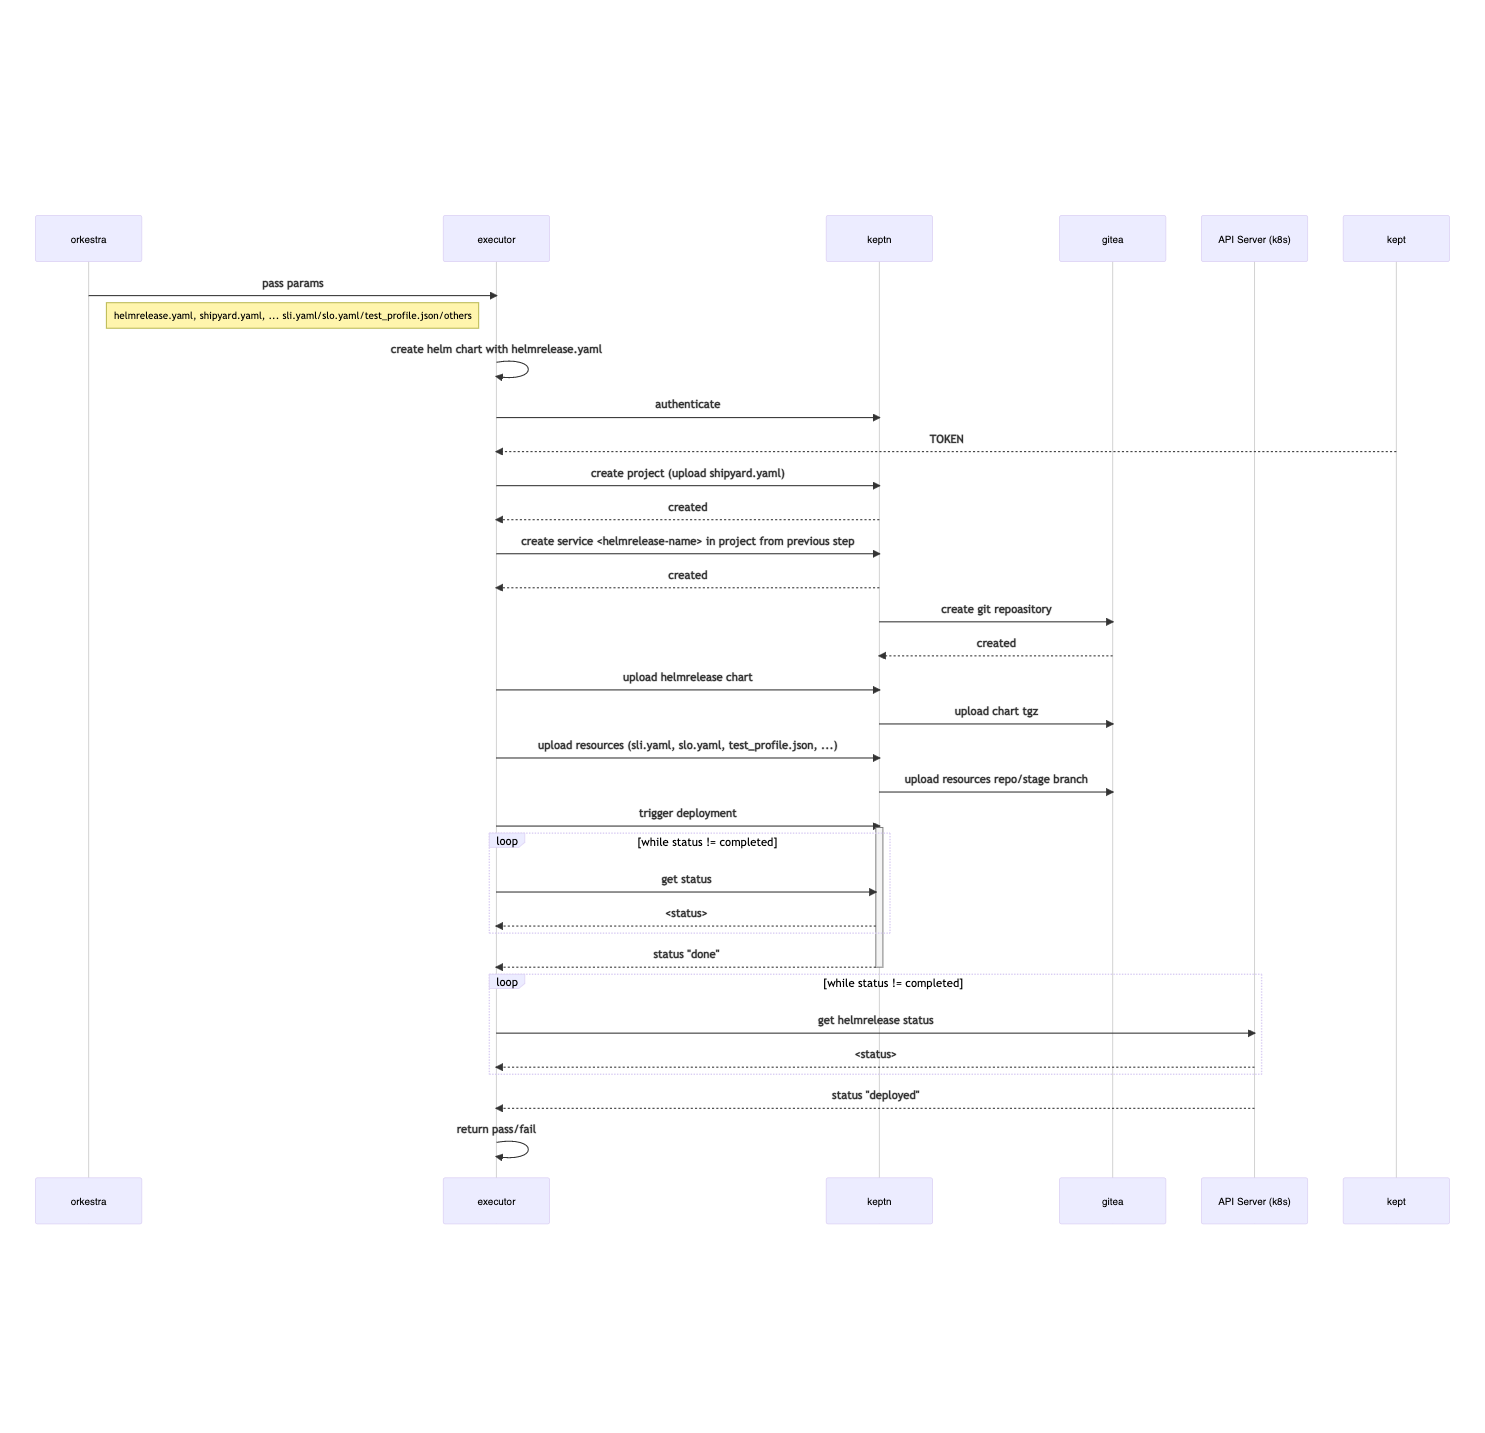 orkestra
executor
keptn
gitea
API Server (k8s)
kept
pass params
helmrelease.yaml, shipyard.yaml, ... sli.yaml/slo.yaml/test_profile.json/others
create helm chart with helmrelease.yaml
authenticate
TOKEN
create project (upload shipyard.yaml)
created
create service <helmrelease-name> in project from previous step
created
create git repoasitory
created
upload helmrelease chart
upload chart tgz
upload resources (sli.yaml, slo.yaml, test_profile.json, ...)
upload resources repo/stage branch
trigger deployment
loop
[while status != completed]
get status
<status>
status "done"
loop
[while status != completed]
get helmrelease status
<status>
status "deployed"
return pass/fail
orkestra
executor
keptn
gitea
API Server (k8s)
kept